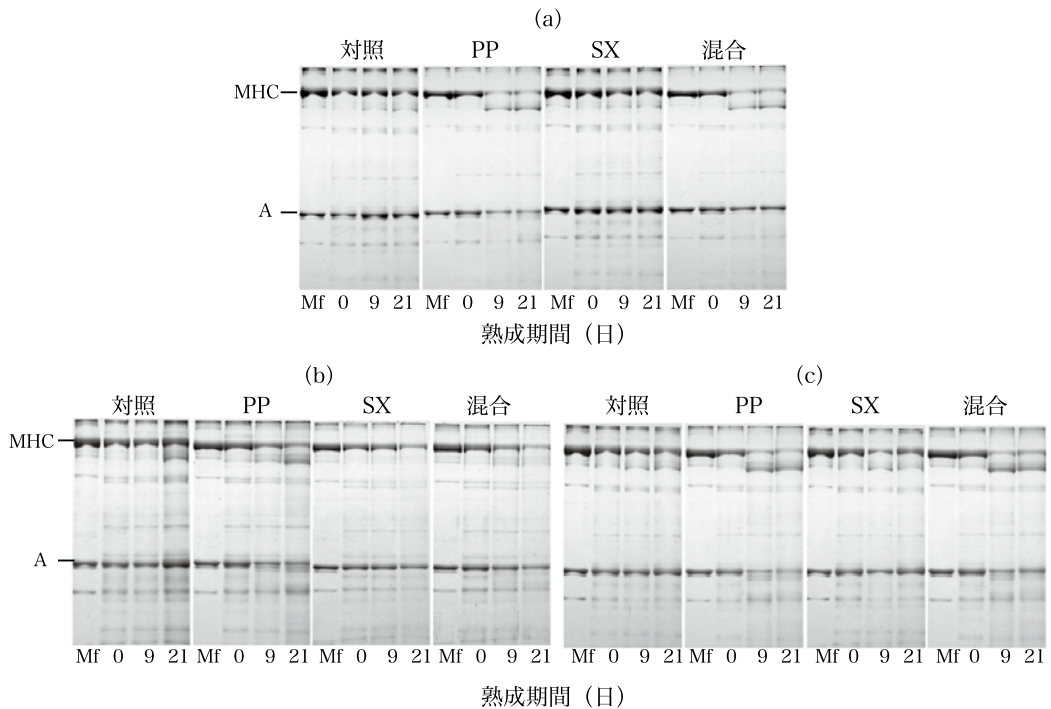 (a)
対照 PP SX 混合
MHC
A
Mf 0 9 21 Mf 0 9 21 Mf 0 9 21 Mf 0 9 21
熟成期間（日）
(b) (c)
対照 PP SX 混合 対照 PP SX 混合
MHC
A
Mf 0 9 21 Mf 0 9 21 Mf 0 9 21 Mf 0 9 21 Mf 0 9 21 Mf 0 9 21 Mf 0 9 21 Mf 0 9 21
熟成期間（日）